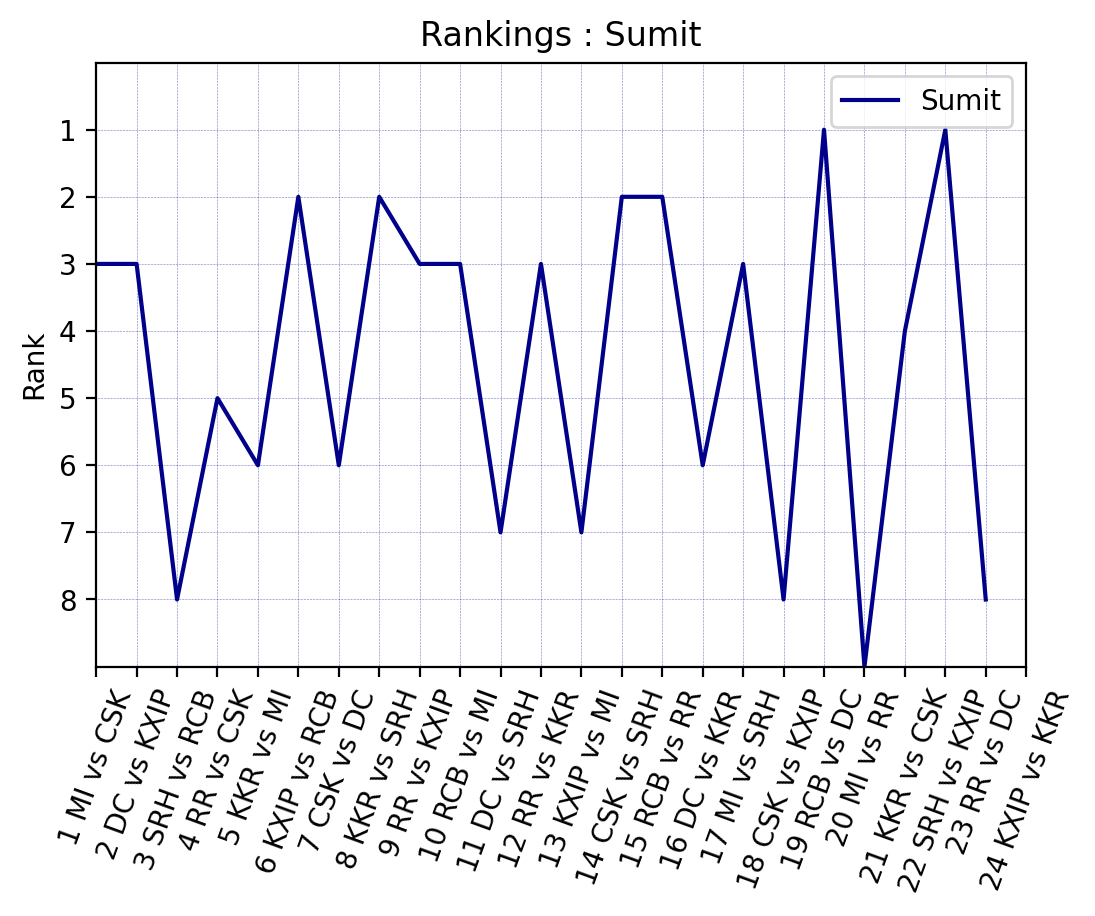 Rankings : Sumit
Sumit
Rank
1
2
3
4
5
6
7
8
1 MI vs CSK
2 DC vs KXIP
3 SRH vs RCB
4 RR vs CSK
5 KKR vs MI
6 KXIP vs RCB
7 CSK vs DC
8 KKR vs SRH
9 RR vs KXIP
10 RCB vs MI
11 DC vs SRH
12 RR vs KKR
13 KXIP vs MI
14 CSK vs SRH
15 RCB vs RR
16 DC vs KKR
17 MI vs SRH
18 CSK vs KXIP
19 RCB vs DC
20 MI vs RR
21 KKR vs CSK
22 SRH vs KXIP
23 RR vs DC
24 KXIP vs KKR